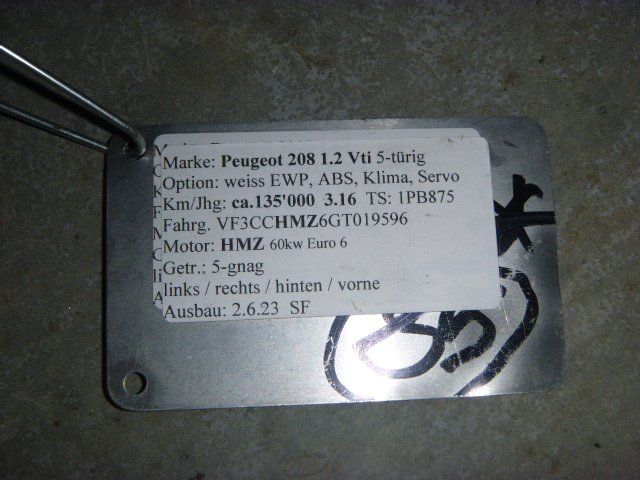 Marke: Peugeot 208 1.2 Vti 5-türig
Option: weiss EWP, ABS, Klima, Servo
Km/Jhg: ca.135'000 3.16 TS: 1PB875
Fahrg. VF3CCHMZ6GT019596
Motor: HMZ 60kw Euro 6
Getr.: 5-gnag
links / rechts / hinten / vorne
Ausbau: 2.6.23 SF